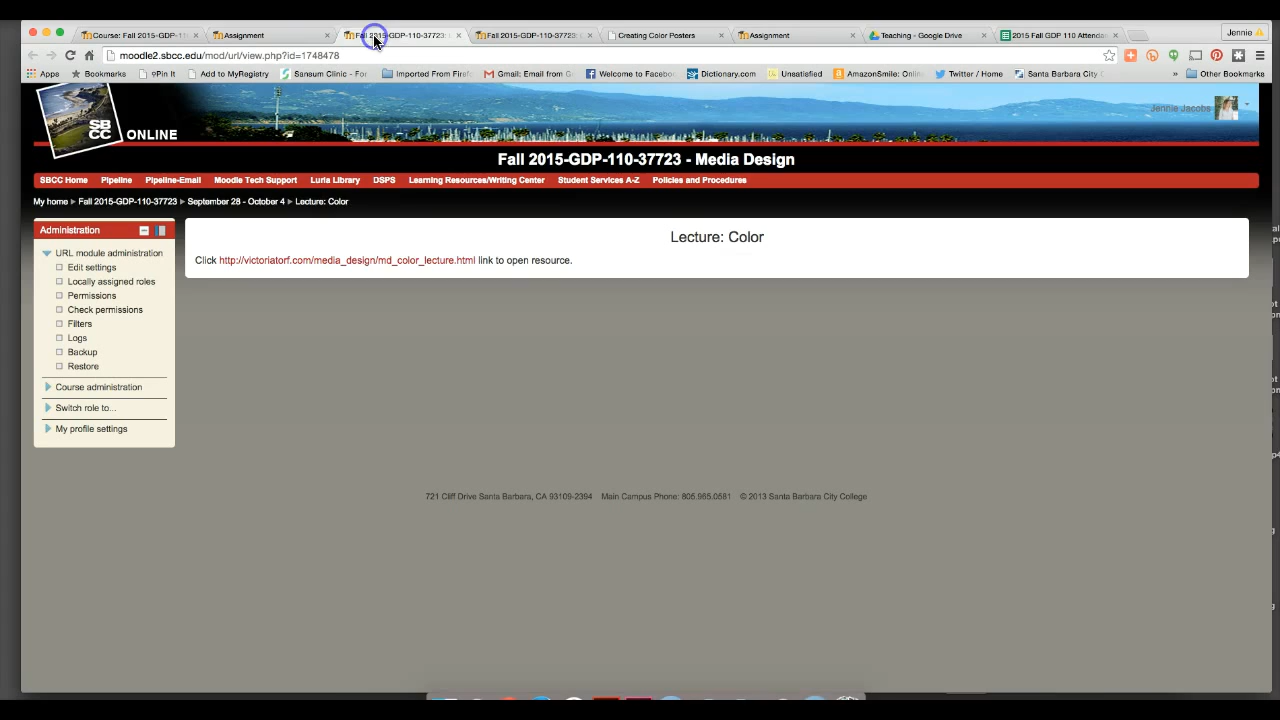 Course: Fall 2015-GDP-110
Assignment
Fall 2015-GDP-110-37723:
Fall 2015-GDP-110-37723:
Creating Color Posters
Assignment
Teaching - Google Drive
2015 Fall GDP 110 Attenda
Jennie
moodle2.sbcc.edu/mod/url/view.php?id=1748478
Apps
Bookmarks
ePin It
Add to MyRegistry
Sansum Clinic - For
Imported From Firef
Gmail: Email from G
Welcome to Faceboo
Dictionary.com
Unsatisfied
AmazonSmile: Onlin
Twitter / Home
Santa Barbara City C
»
Other Bookmarks
SB
CC
ONLINE
Jennie Jacobs
Fall 2015-GDP-110-37723 - Media Design
SBCC Home Pipeline Pipeline-Email Moodle Tech Support Luria Library DSPS Learning Resources/Writing Center Student Services A-Z Policies and Procedures
My home ▶ Fall 2015-GDP-110-37723 ▶ September 28 - October 4 ▶ Lecture: Color
Administration
URL module administration
Edit settings
Locally assigned roles
Permissions
Check permissions
Filters
Logs
Backup
Restore
Course administration
Switch role to...
My profile settings
Lecture: Color
Click http://victoriatorf.com/media_design/md_color_lecture.html link to open resource.
721 Cliff Drive Santa Barbara, CA 93109-2394 Main Campus Phone: 805.965.0581 © 2013 Santa Barbara City College